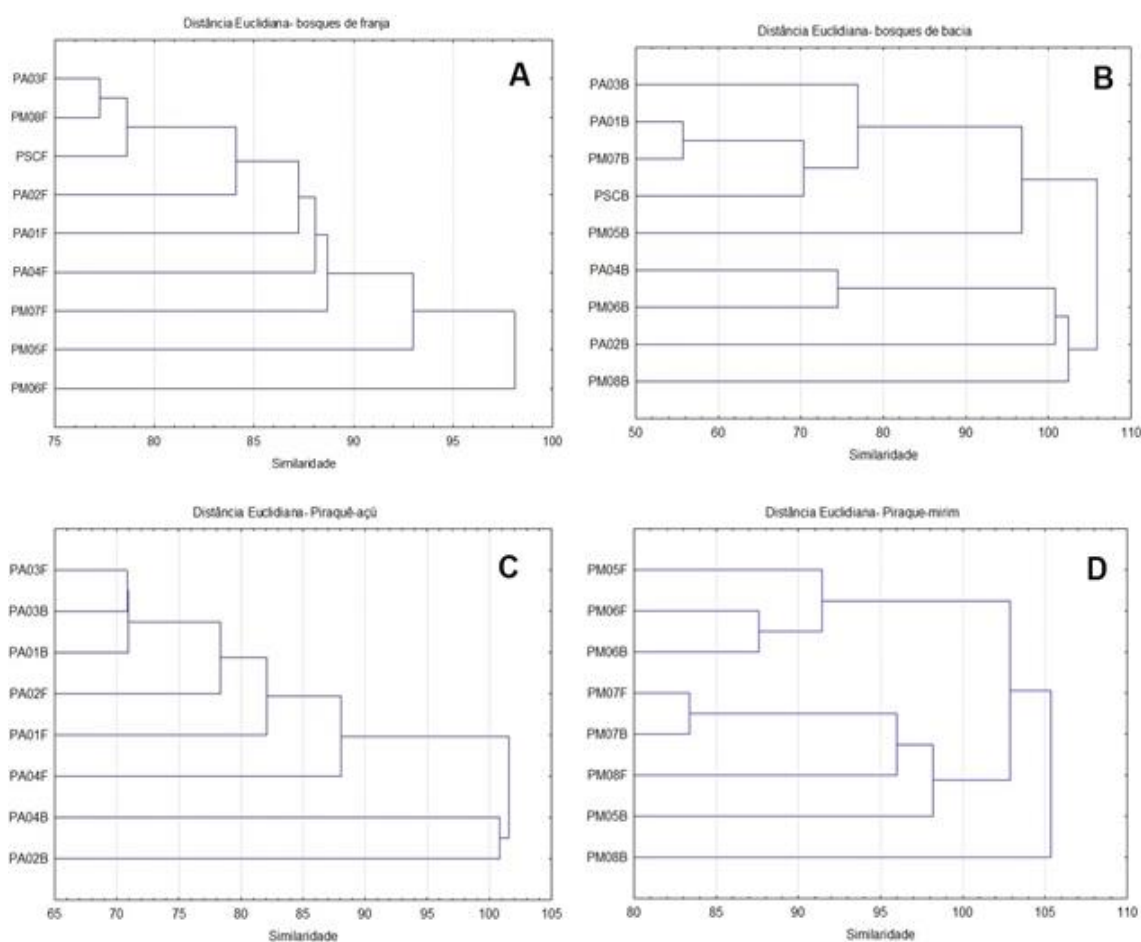 Distância Euclidiana- bosques de franja
A
PA03F
PM08F
PSCF
PA02F
PA01F
PA04F
PM07F
PM05F
PM06F
75 80 85 90 95 100
Similaridade
Distância Euclidiana- bosques de bacia
B
PA03B
PA01B
PM07B
PSCB
PM05B
PA04B
PM06B
PA02B
PM08B
50 60 70 80 90 100 110
Similaridade
Distância Euclidiana- Piraquê-açú
C
PA03F
PA03B
PA01B
PA02F
PA01F
PA04F
PA04B
PA02B
65 70 75 80 85 90 95 100 105
Similaridade
Distância Euclidiana- Piraque-mirim
D
PM05F
PM06F
PM06B
PM07F
PM07B
PM08F
PM05B
PM08B
80 85 90 95 100 105 110
Similaridade